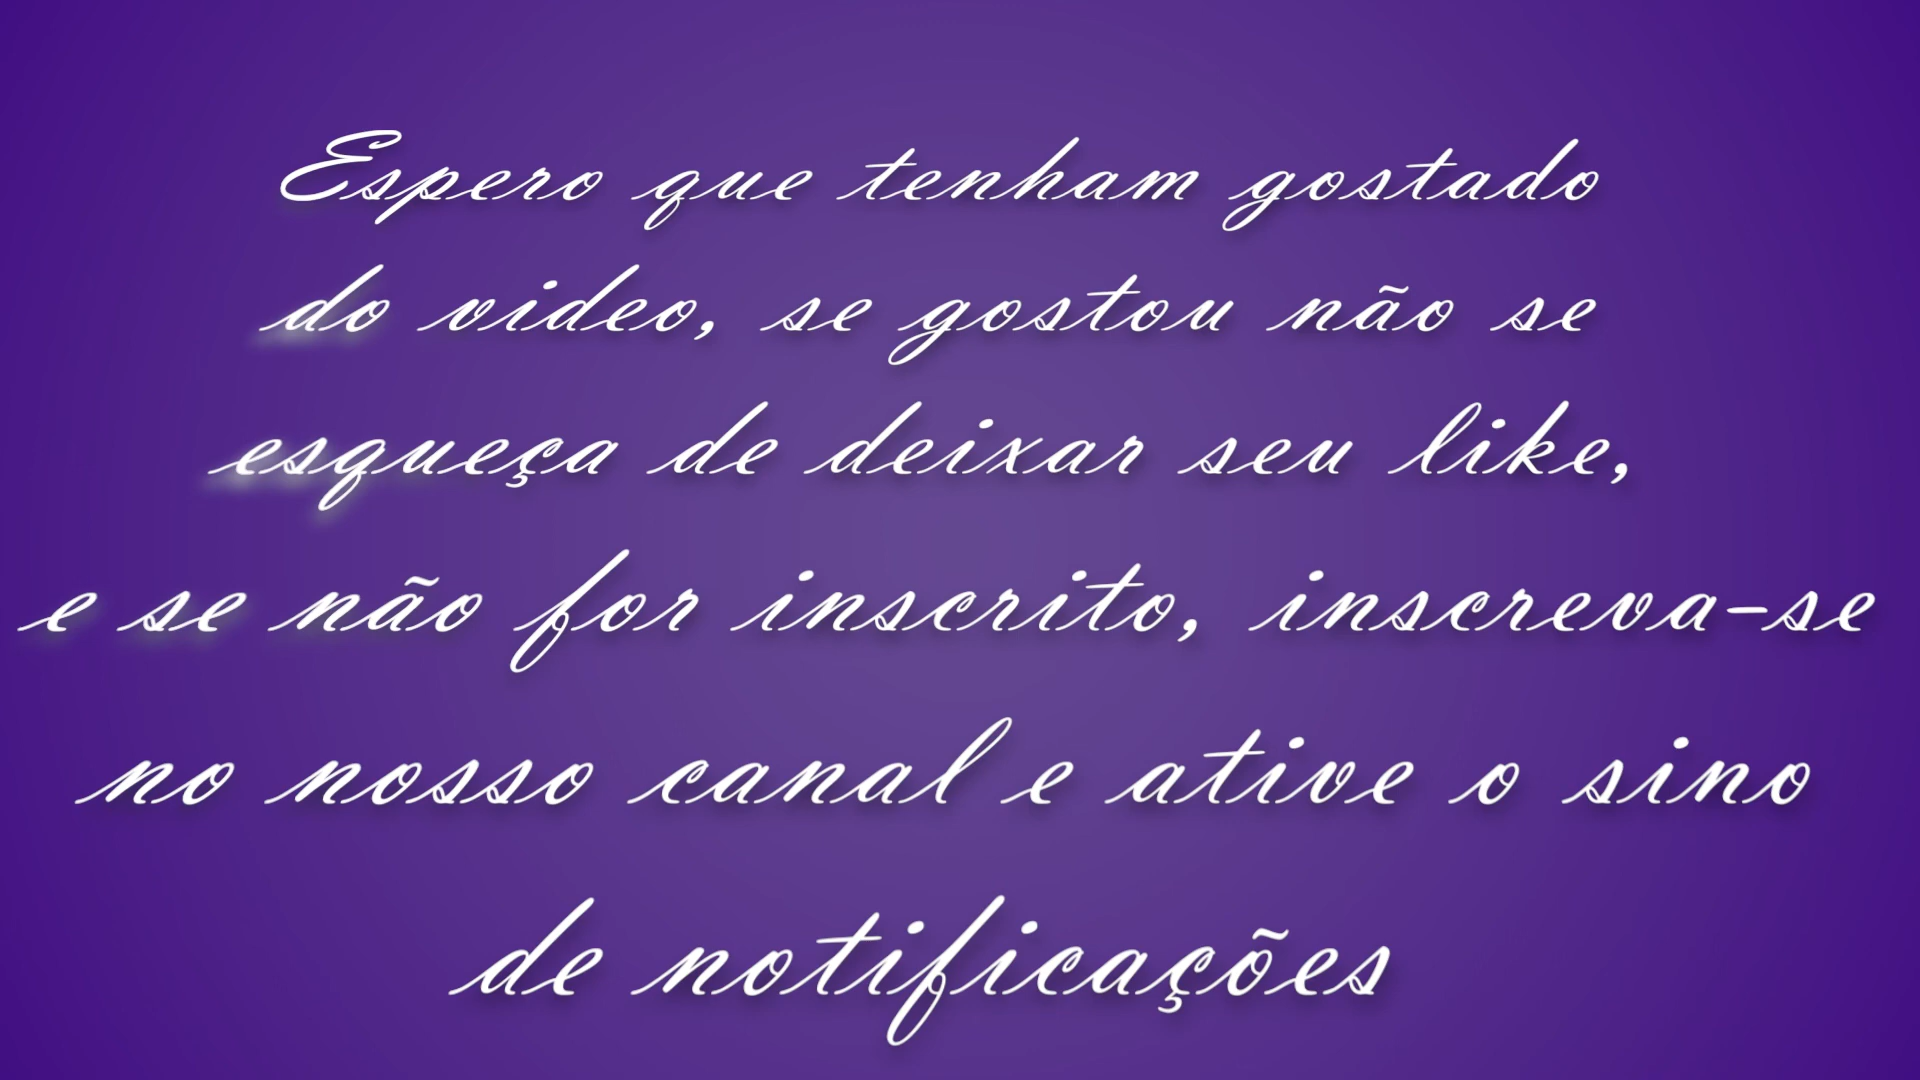 Espero que tenham gostado
do video, se gostou não se
esqueça de deixar seu like,
e se não for inscrito, inscreva-se
no nosso canal e ative o sino
de notificações